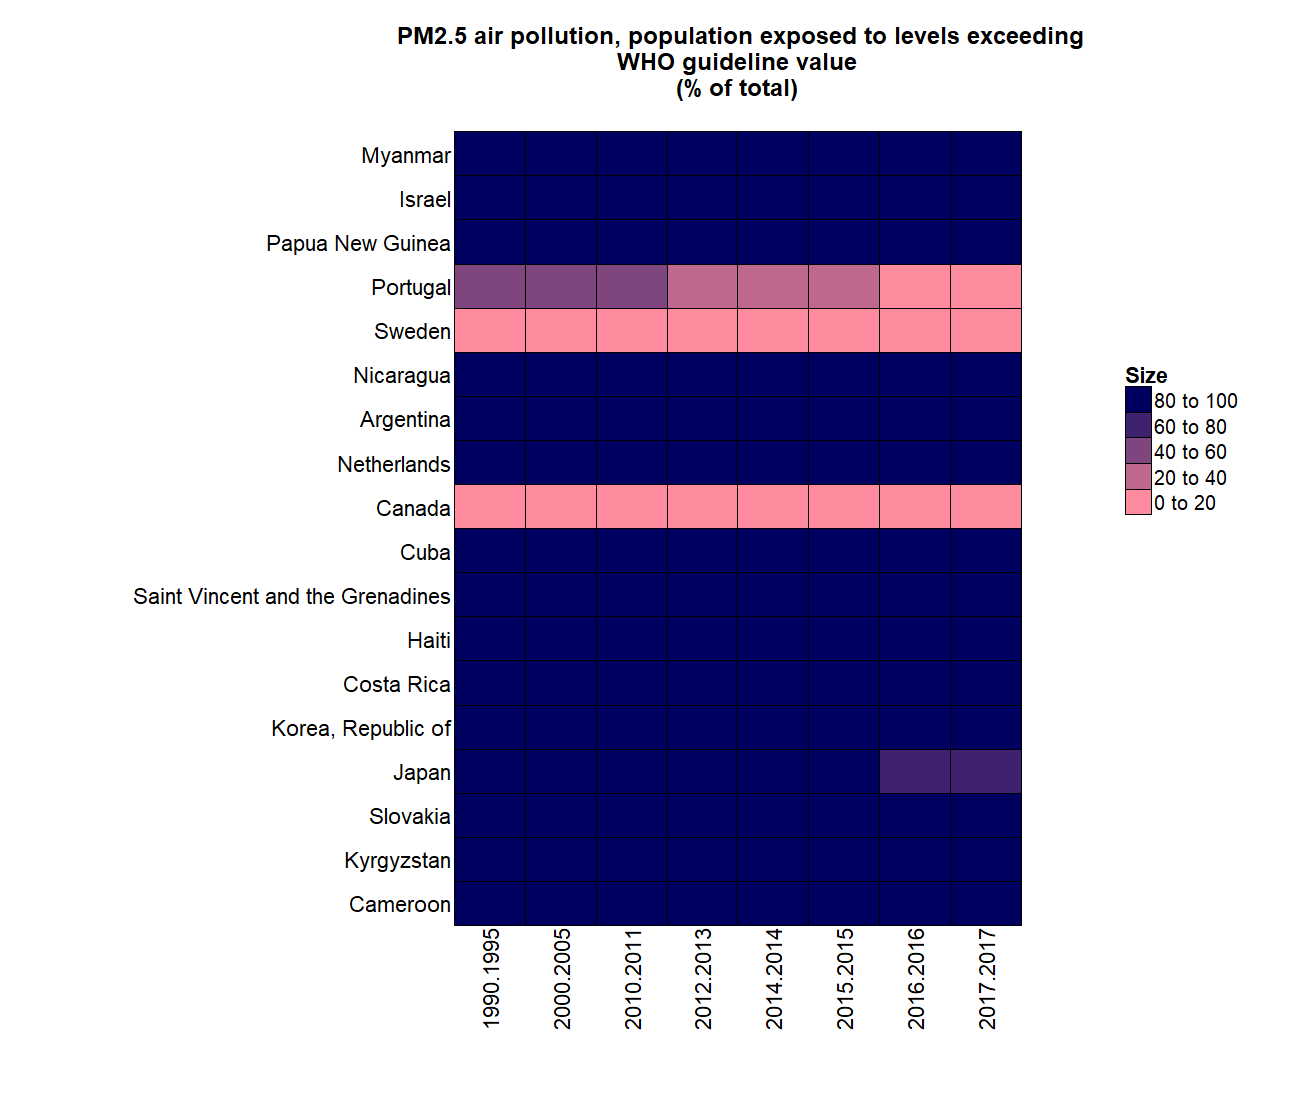 PM2.5 air pollution, population exposed to levels exceeding
WHO guideline value
(% of total)
Myanmar
Israel
Papua New Guinea
Portugal
Sweden
Nicaragua
Argentina
Netherlands
Canada
Cuba
Saint Vincent and the Grenadines
Haiti
Costa Rica
Korea, Republic of
Japan
Slovakia
Kyrgyzstan
Cameroon
1990.1995
2000.2005
2010.2011
2012.2013
2014.2014
2015.2015
2016.2016
2017.2017
Size
80 to 100
60 to 80
40 to 60
20 to 40
0 to 20